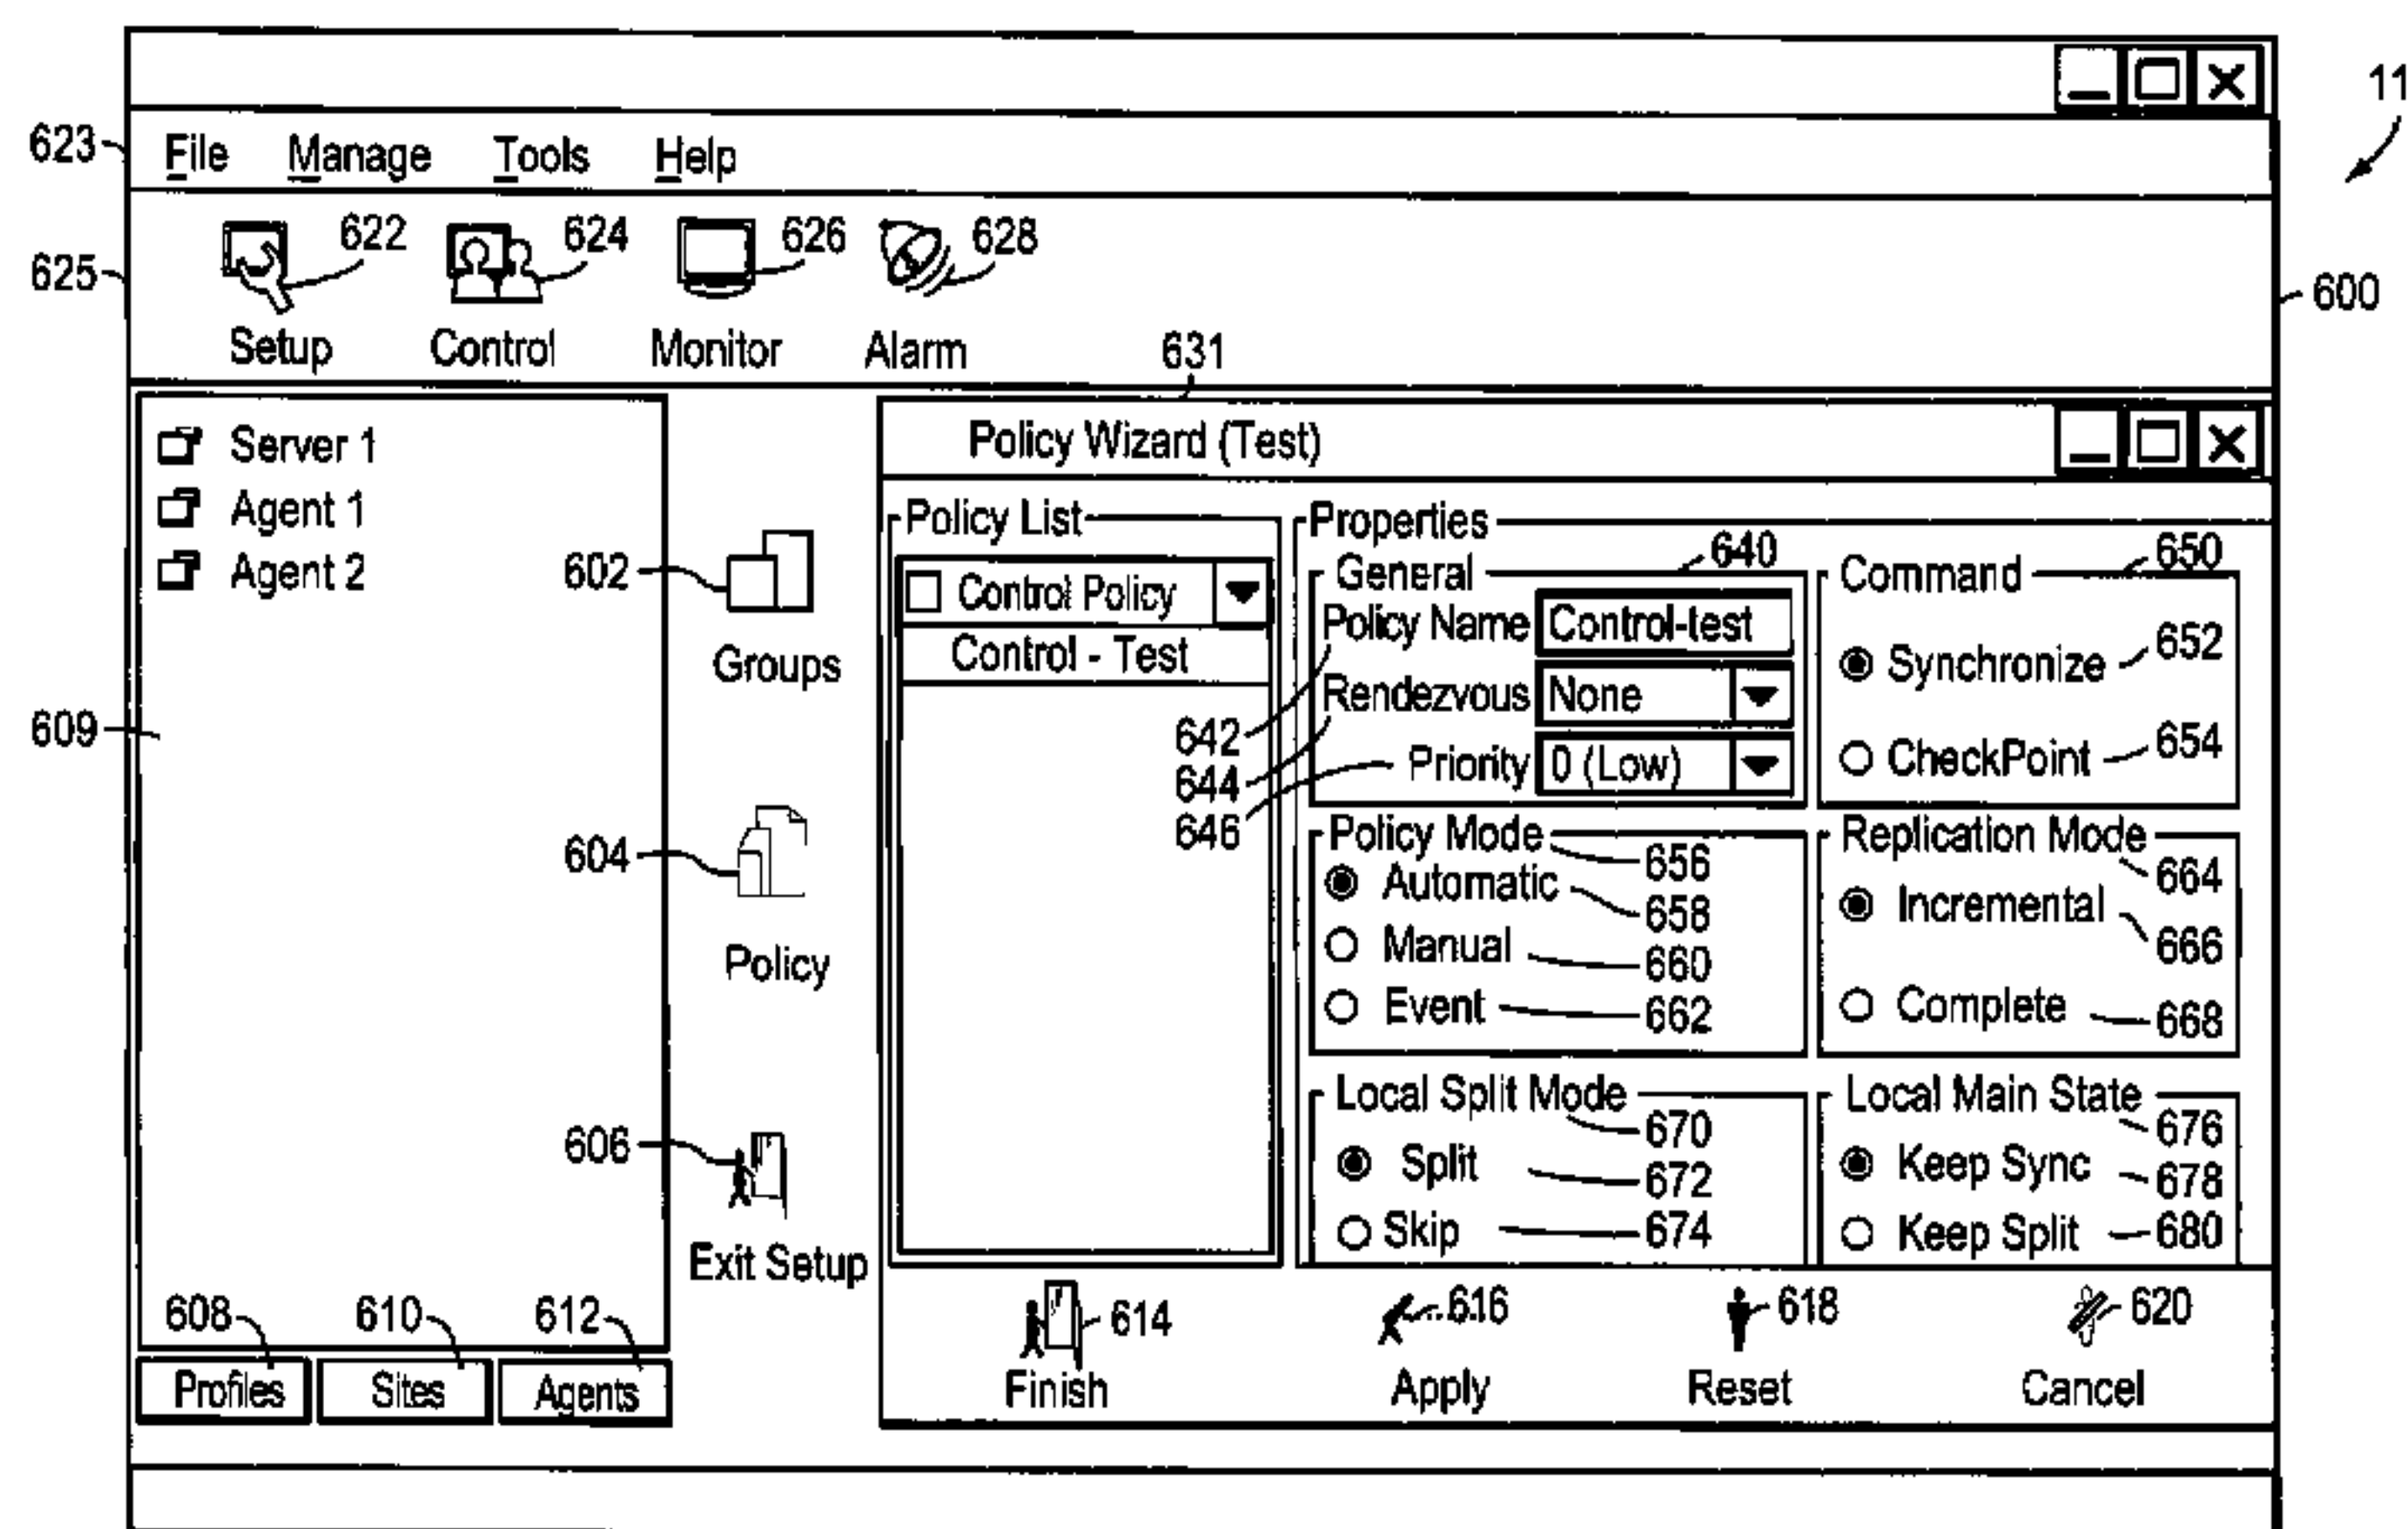 11
623 File Manage Tools Help
625 622 624 626 628 600
Setup Control Monitor Alarm 631
Server 1
Agent 1
Agent 2
609
608 610 612
Profiles Sites Agents
602
Groups
604
Policy
606
Exit Setup
Policy Wizard (Test)
Policy List
Control Policy
Control - Test
Properties
General 640
Policy Name Control-test
Rendezvous None
Priority 0 (Low)
642
644
646
Command 650
Synchronize 652
CheckPoint 654
Policy Mode 656
Automatic 658
Manual 660
Event 662
Replication Mode 664
Incremental 666
Complete 668
Local Split Mode 670
Split 672
Skip 674
Local Main State 676
Keep Sync 678
Keep Split 680
614 616 618 620
Finish Apply Reset Cancel